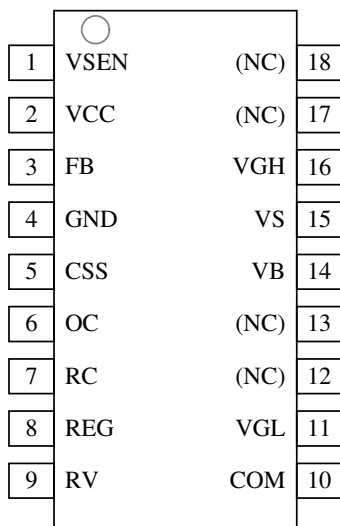 1 VSEN (NC) 18
2 VCC (NC) 17
3 FB VGH 16
4 GND VS 15
5 CSS VB 14
6 OC (NC) 13
7 RC (NC) 12
8 REG VGL 11
9 RV COM 10